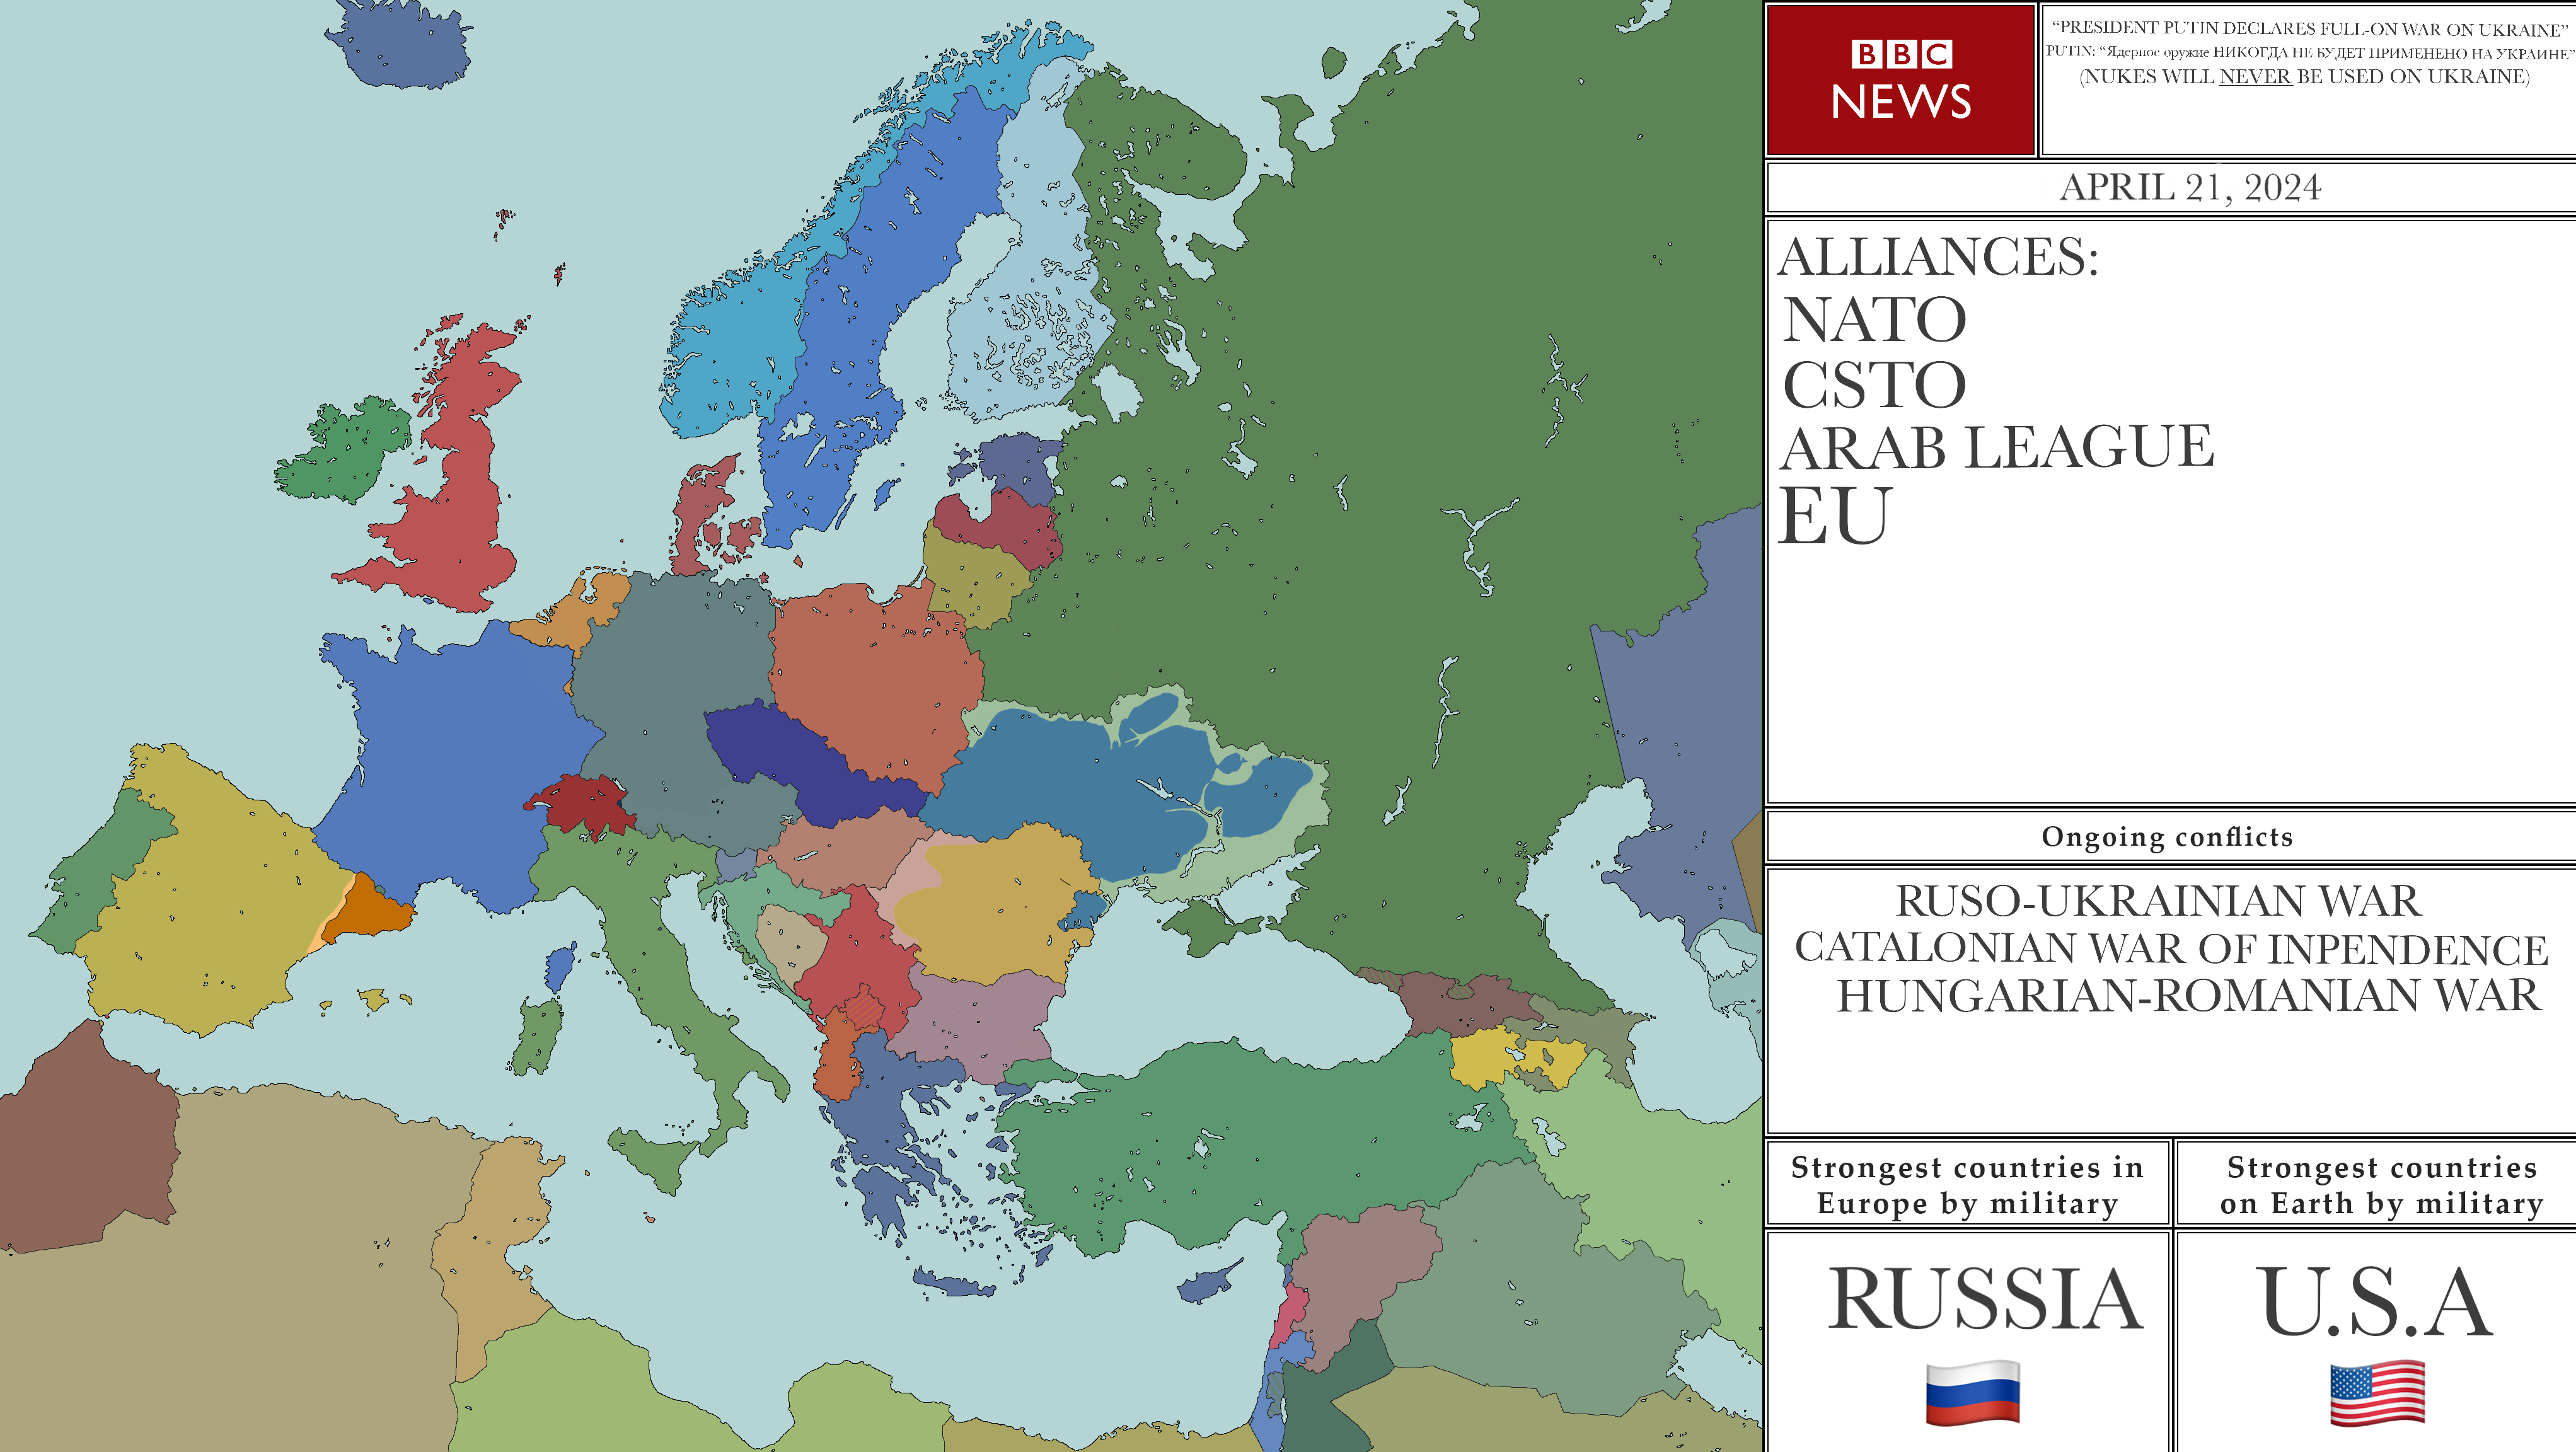 BBC
NEWS
“PRESIDENT PUTIN DECLARES FULL-ON WAR ON UKRAINE”
PUTIN: “Ядерное оружие НИКОГДА НЕ БУДЕТ ПРИМЕНЕНО НА УКРАИНЕ”
(NUKES WILL NEVER BE USED ON UKRAINE)
APRIL 21, 2024
ALLIANCES:
NATO
CSTO
ARAB LEAGUE
EU
Ongoing conflicts
RUSO-UKRAINIAN WAR
CATALONIAN WAR OF INPENDENCE
HUNGARIAN-ROMANIAN WAR
Strongest countries in
Europe by military
Strongest countries
on Earth by military
RUSSIA
U.S.A